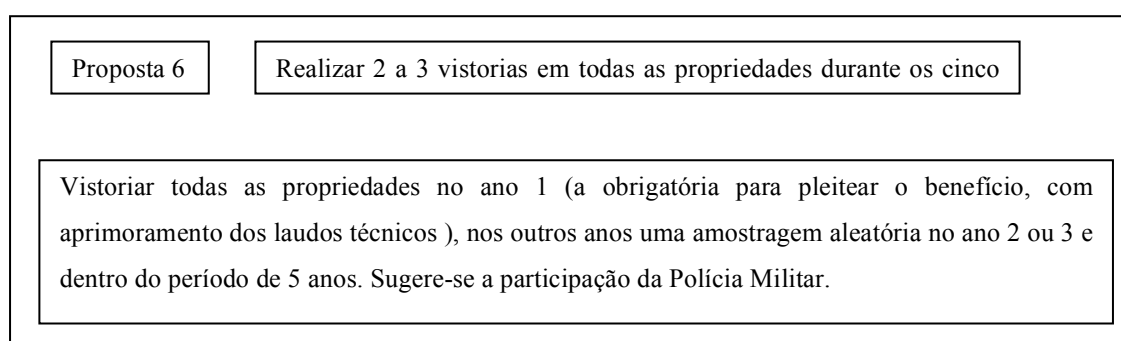 Proposta 6
Realizar 2 a 3 vistorias em todas as propriedades durante os cinco
Vistoriar todas as propriedades no ano 1 (a obrigatória para pleitear o benefício, com
aprimoramento dos laudos técnicos ), nos outros anos uma amostragem aleatória no ano 2 ou 3 e
dentro do período de 5 anos. Sugere-se a participação da Polícia Militar.